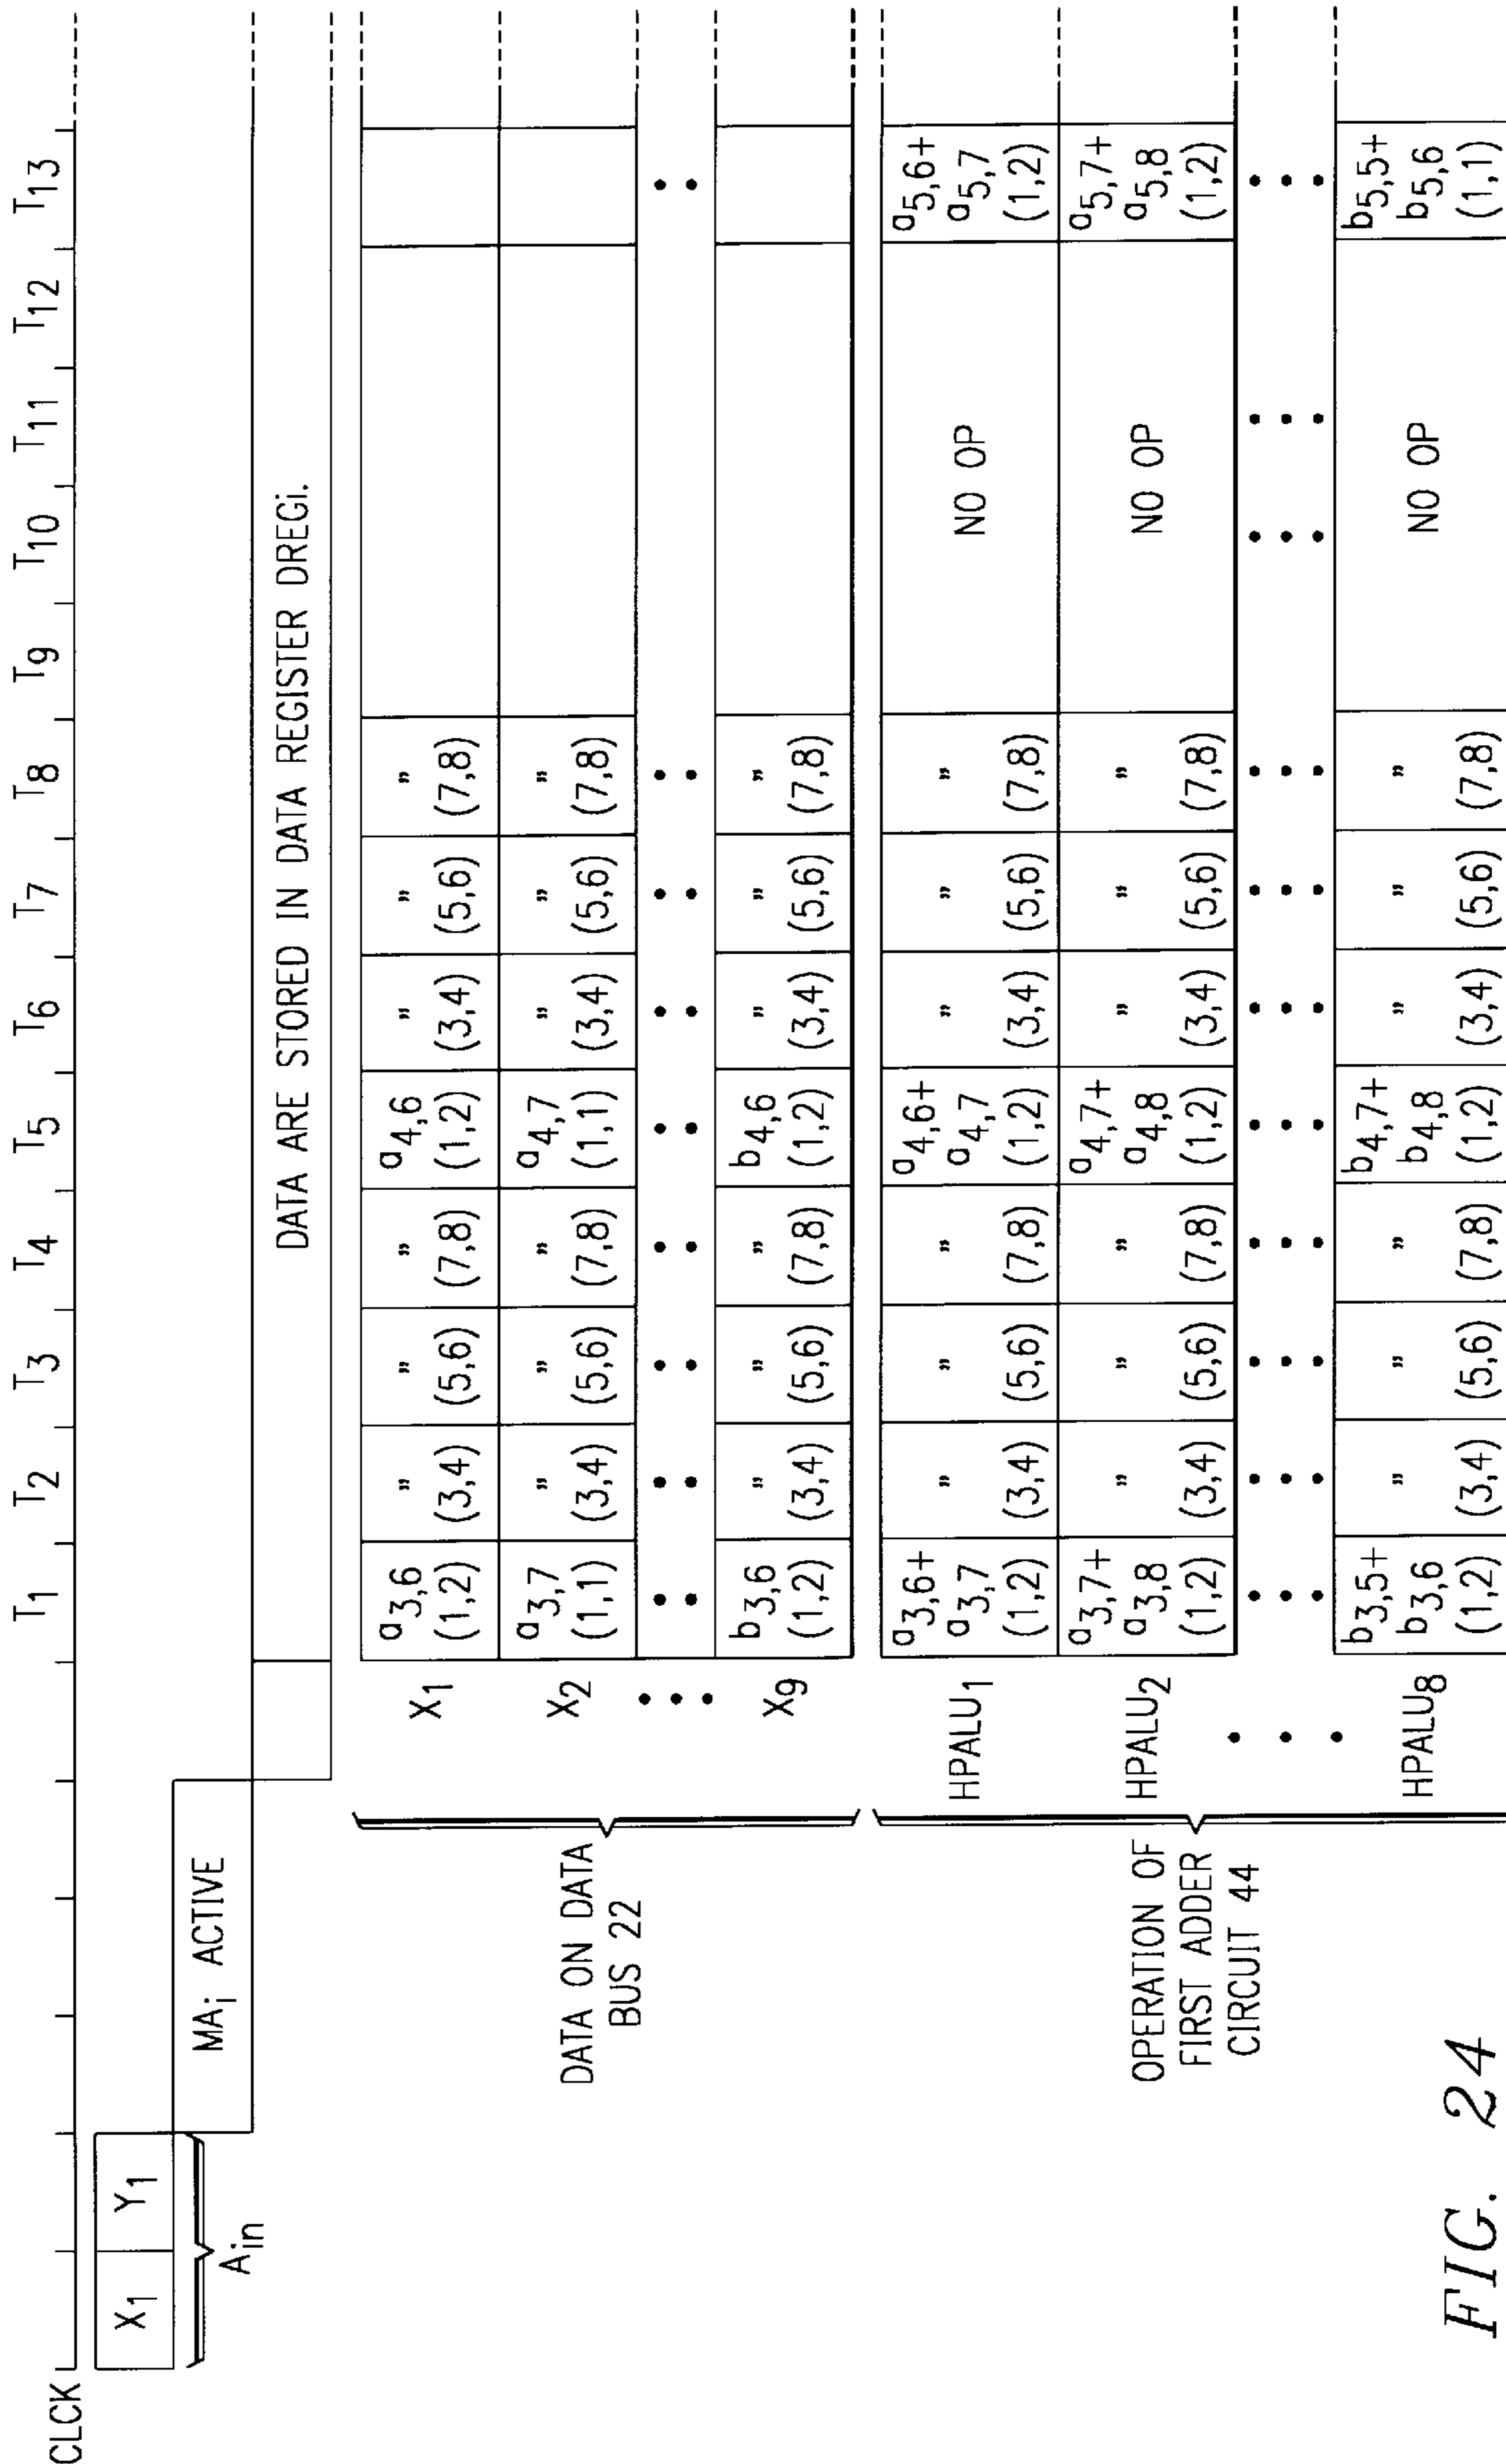 CLCK T1 T2 T3 T4 T5 T6 T7 T8 T9 T10 T11 T12 T13
X1 Y1
Ain
MAi ACTIVE
DATA ARE STORED IN DATA REGISTER DREGi.
DATA ON DATA
BUS 22
X1
a3,6 " " " a4,6 " " "
(1,2) (3,4) (5,6) (7,8) (1,2) (3,4) (5,6) (7,8)
X2
a3,7 " " " a4,7 " " "
(1,1) (3,4) (5,6) (7,8) (1,1) (3,4) (5,6) (7,8)
X9
b3,6 " " " b4,6 " " "
(1,2) (3,4) (5,6) (7,8) (1,2) (3,4) (5,6) (7,8)
OPERATION OF
FIRST ADDER
CIRCUIT 44
HPALU1
a3,6+ a4,6+ a5,6+
a3,7 " " " a4,7 " " " NO OP a5,7
(1,2) (3,4) (5,6) (7,8) (1,2) (3,4) (5,6) (7,8) (1,2)
HPALU2
a3,7+ a4,7+ a5,7+
a3,8 " " " a4,8 " " " NO OP a5,8
(1,2) (3,4) (5,6) (7,8) (1,2) (3,4) (5,6) (7,8) (1,2)
HPALU8
b3,5+ b4,7+ b5,5+
b3,6 " " " b4,8 " " " NO OP b5,6
(1,2) (3,4) (5,6) (7,8) (1,2) (3,4) (5,6) (7,8) (1,1)
FIG. 24